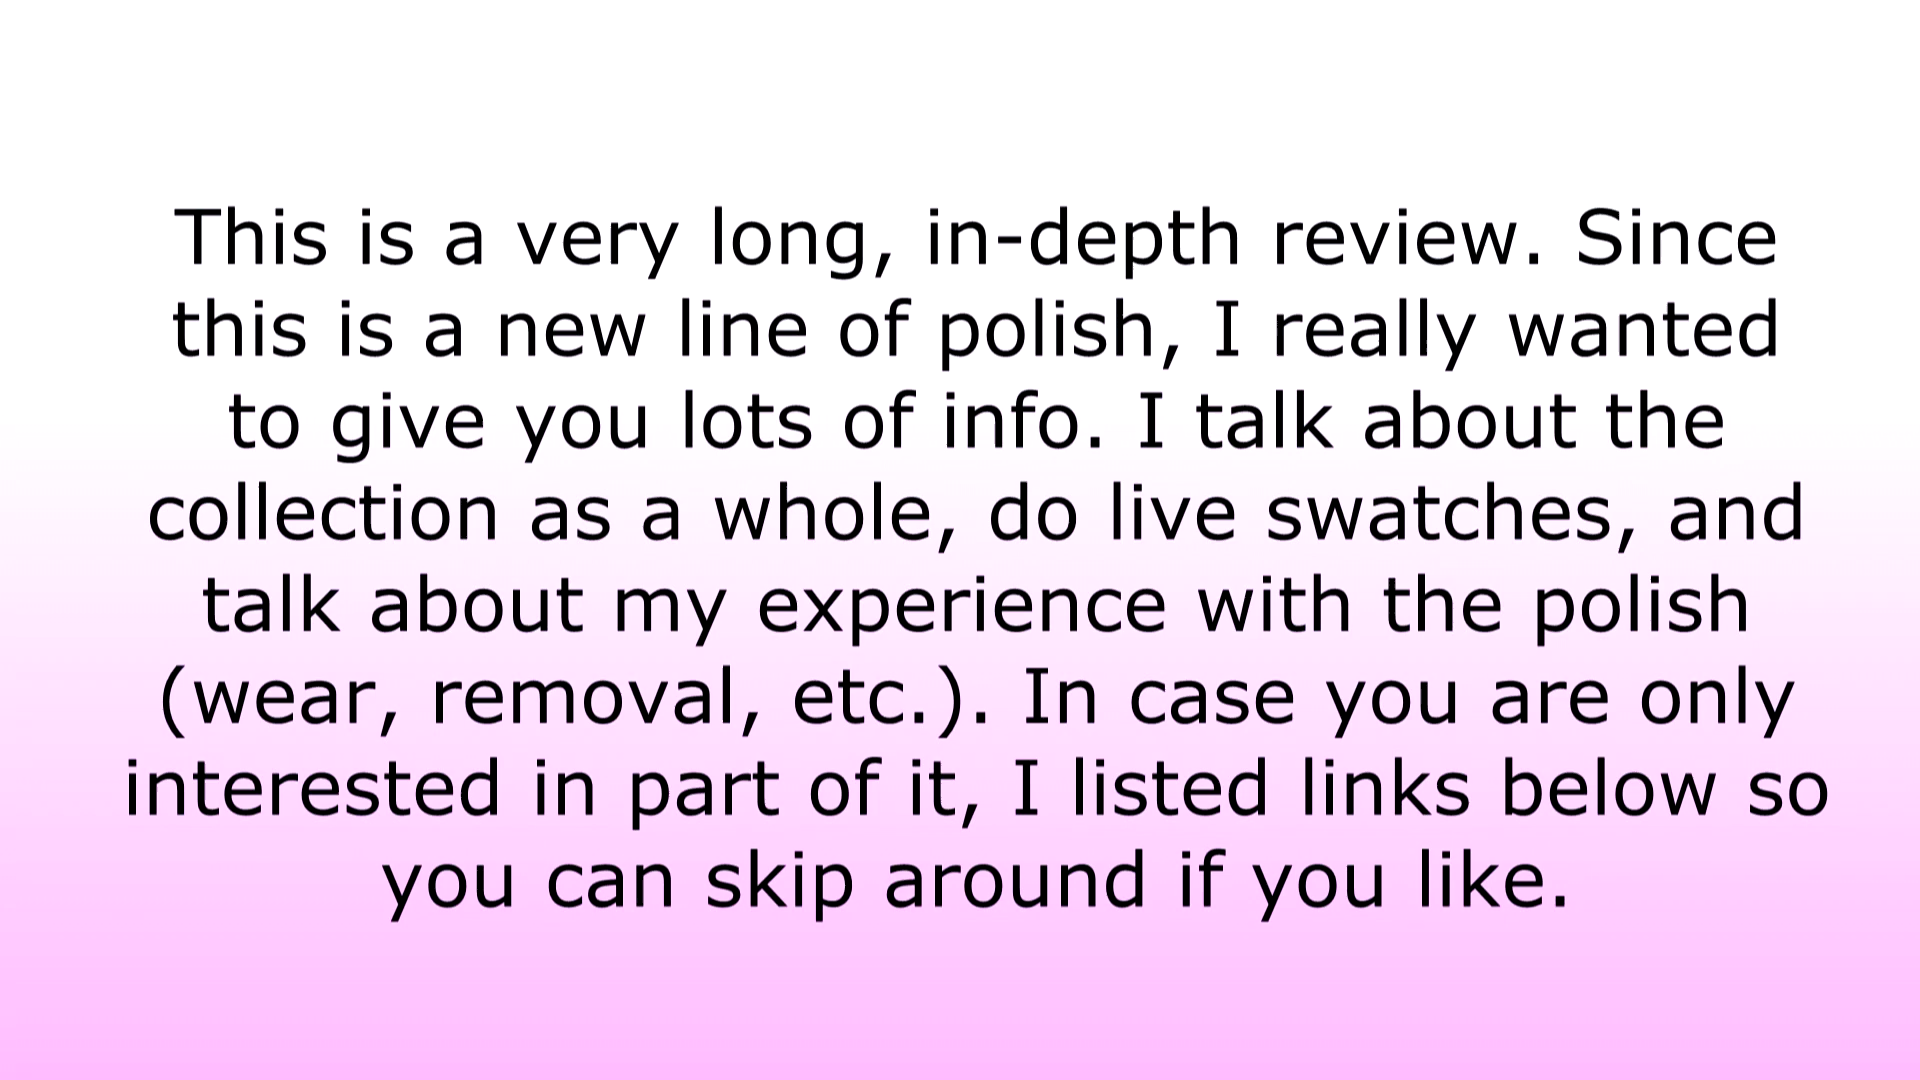 This is a very long, in-depth review. Since
this is a new line of polish, I really wanted
to give you lots of info. I talk about the
collection as a whole, do live swatches, and
talk about my experience with the polish
(wear, removal, etc.). In case you are only
interested in part of it, I listed links below so
you can skip around if you like.